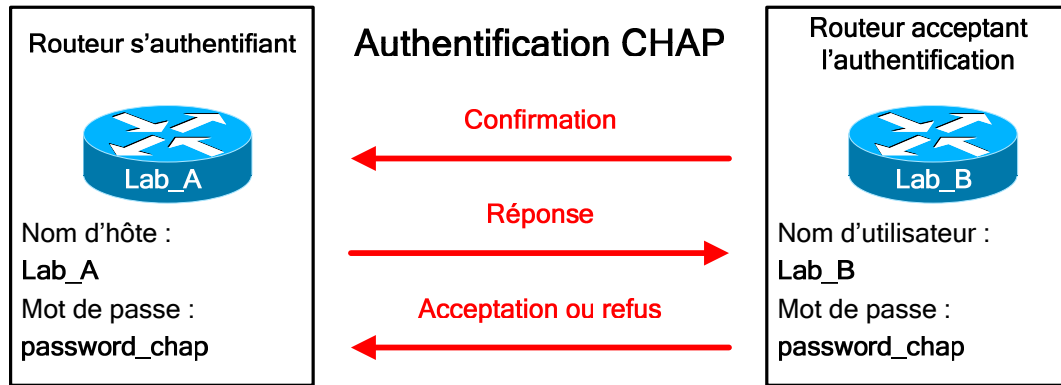 Routeur s’authentifiant
Lab_A
Nom d’hôte :
Lab_A
Mot de passe :
password_chap
Authentification CHAP
Confirmation
Réponse
Acceptation ou refus
Routeur acceptant
l’authentification
Lab_B
Nom d’utilisateur :
Lab_B
Mot de passe :
password_chap